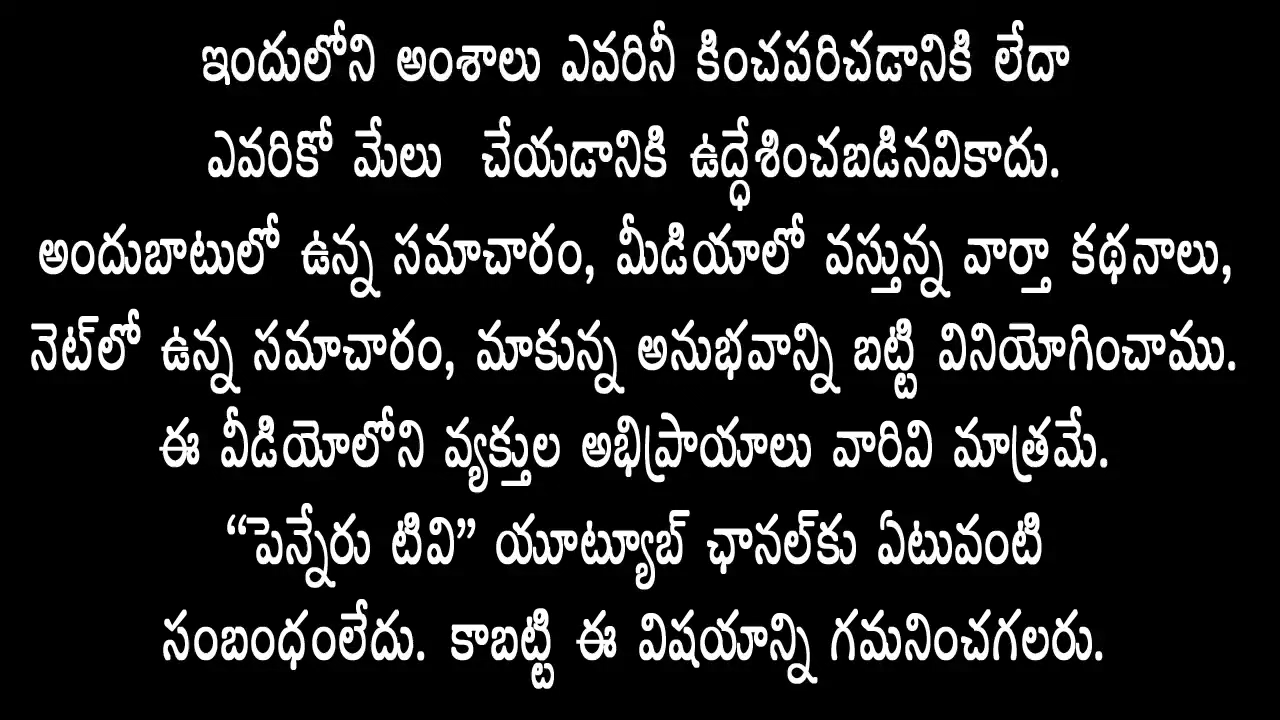 ఇందులోని అంశాలు ఎవరినీ కించపరిచడానికి లేదా
ఎవరికో మేలు చేయడానికి ఉద్ధేశించబడినవికాదు.
అందుబాటులో ఉన్న సమాచారం, మీడియాలో వస్తున్న వార్తా కథనాలు,
నెట్‌లో ఉన్న సమాచారం, మాకున్న అనుభవాన్ని బట్టి వినియోగించాము.
ఈ వీడియోలోని వ్యక్తుల అభిప్రాయాలు వారివి మాత్రమే.
“పెన్నేరు టివి” యూట్యూబ్ ఛానల్‌కు ఏటువంటి
సంబంధంలేదు. కాబట్టి ఈ విషయాన్ని గమనించగలరు.